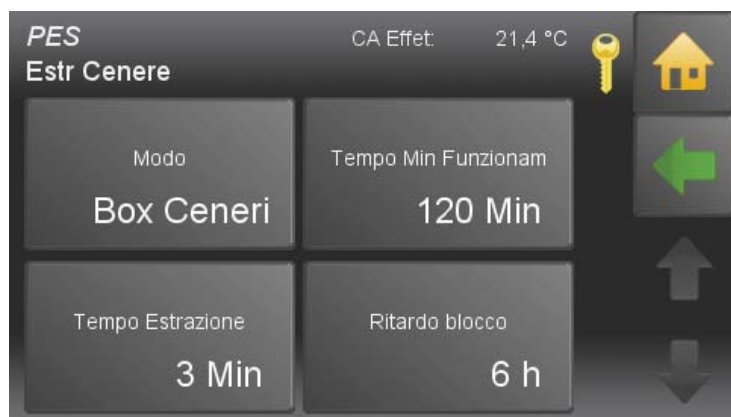 PES CA Effet: 21,4 °C
Estr Cenere
Modo
Box Ceneri
Tempo Min Funzionam
120 Min
Tempo Estrazione
3 Min
Ritardo blocco
6 h